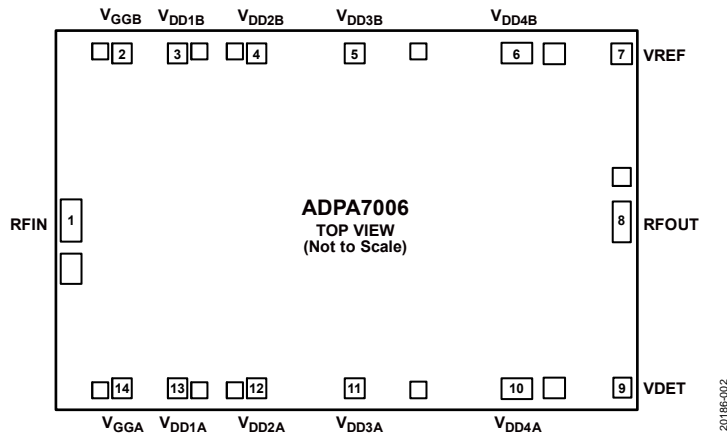 VGGB VDD1B VDD2B VDD3B VDD4B
2 3 4 5 6 7 VREF
RFIN 1 ADPA7006 8 RFOUT
TOP VIEW
(Not to Scale)
14 13 12 11 10 9 VDET
VGGA VDD1A VDD2A VDD3A VDD4A
20186-002